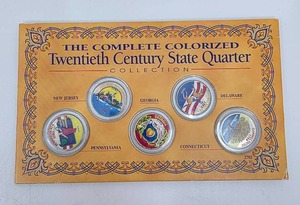 THE COMPLETE COLORIZED
Twentieth Century State Quarter
COLLECTION
NEW JERSEY
GEORGIA
DELAWARE
PENNSYLVANIA
CONNECTICUT